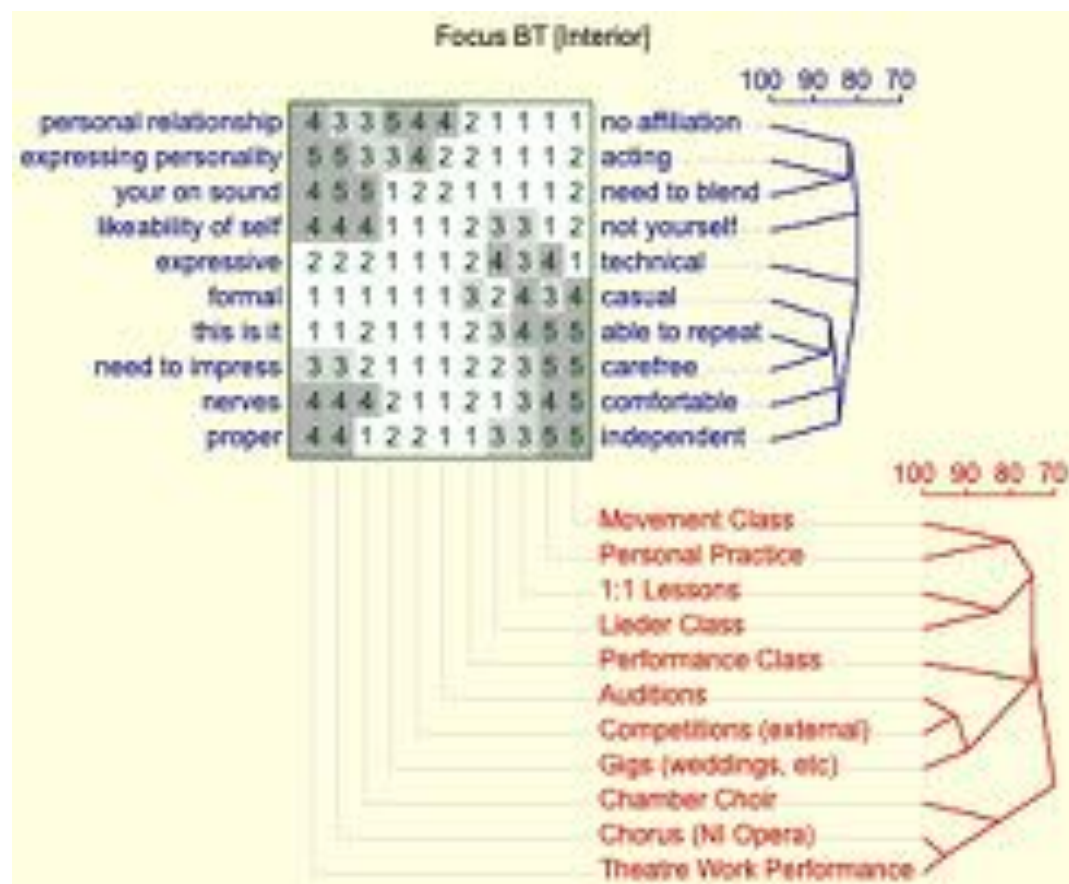 Focus BT [Interior]
100 90 80 70
personal relationship 4 3 3 5 4 4 2 1 1 1 1 no affiliation
expressing personality 5 5 3 3 4 2 2 1 1 1 2 acting
your on sound 4 5 5 1 2 2 1 1 1 1 2 need to blend
likeability of self 4 4 4 1 1 1 2 3 3 1 2 not yourself
expressive 2 2 2 1 1 1 2 4 3 4 1 technical
formal 1 1 1 1 1 1 3 2 4 3 4 casual
this is it 1 1 2 1 1 1 2 3 4 5 5 able to repeat
need to impress 3 3 2 1 1 1 2 2 3 5 5 carefree
nerves 4 4 4 2 1 1 2 1 3 4 5 comfortable
proper 4 4 1 2 2 1 1 3 3 5 5 independent
100 90 80 70
Movement Class
Personal Practice
1:1 Lessons
Lieder Class
Performance Class
Auditions
Competitions (external)
Gigs (weddings, etc)
Chamber Choir
Chorus (NI Opera)
Theatre Work Performance